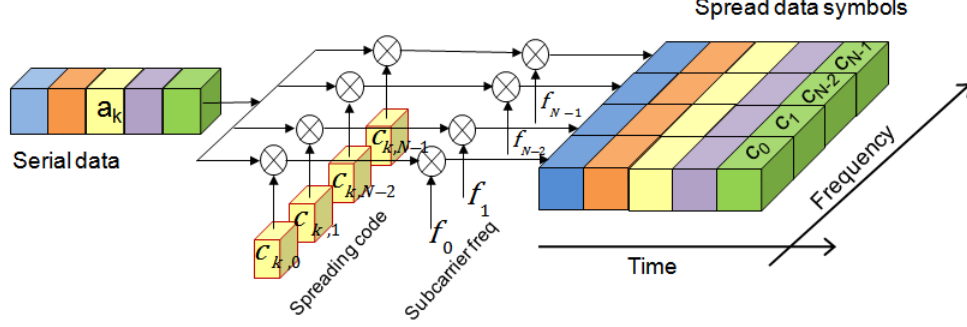 Spread data symbols
a_k
Serial data
c_{k,N-1}
c_{k,N-2}
c_{k,1}
c_{k,0}
Spreading code
f_{N-1}
f_{N-2}
f_1
f_0
Subcarrier freq
C_{N-1}
C_{N-2}
C_1
C_0
Time
Frequency